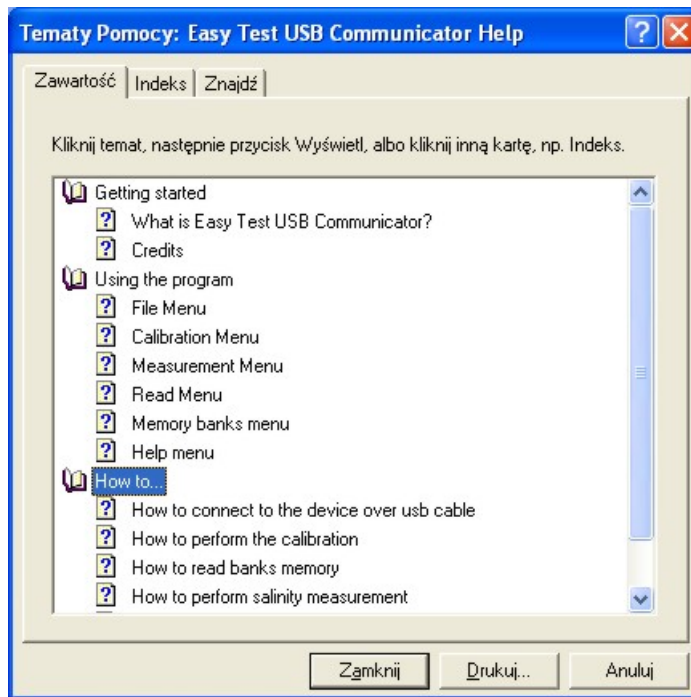 Tematy Pomocy: Easy Test USB Communicator Help
Zawartość Indeks Znajdź
Kliknij temat, następnie przycisk Wyświetl, albo kliknij inną kartę, np. Indeks.
Getting started
What is Easy Test USB Communicator?
Credits
Using the program
File Menu
Calibration Menu
Measurement Menu
Read Menu
Memory banks menu
Help menu
How to...
How to connect to the device over usb cable
How to perform the calibration
How to read banks memory
How to perform salinity measurement
Zamknij Drukuj... Anuluj